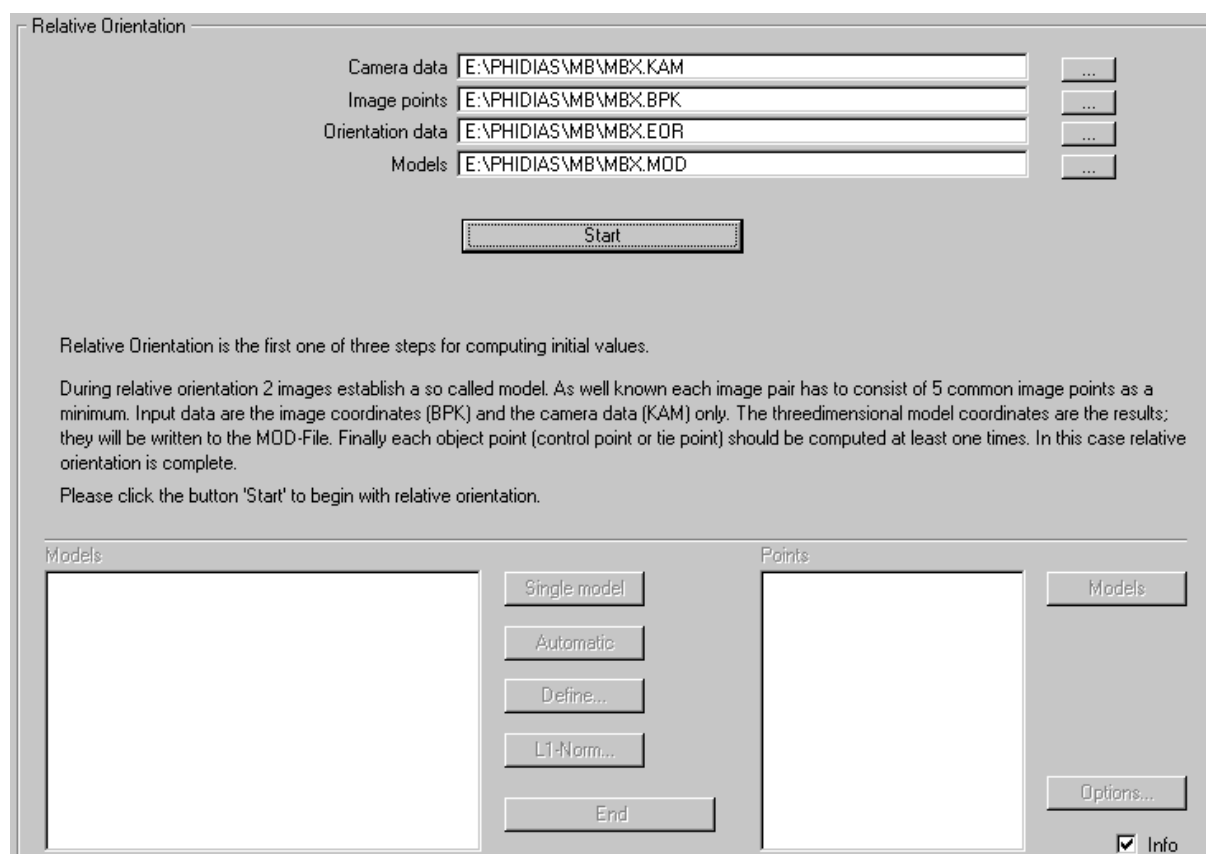 Relative Orientation
Camera data E:\PHIDIAS\MB\MBX.KAM ...
Image points E:\PHIDIAS\MB\MBX.BPK ...
Orientation data E:\PHIDIAS\MB\MBX.EOR ...
Models E:\PHIDIAS\MB\MBX.MOD ...
Start
Relative Orientation is the first one of three steps for computing initial values.
During relative orientation 2 images establish a so called model. As well known each image pair has to consist of 5 common image points as a
minimum. Input data are the image coordinates (BPK) and the camera data (KAM) only. The threedimensional model coordinates are the results;
they will be written to the MOD-File. Finally each object point (control point or tie point) should be computed at least one times. In this case relative
orientation is complete.
Please click the button 'Start' to begin with relative orientation.
Models
Points
Single model
Models
Automatic
Define...
L1-Norm...
Options...
End
Info